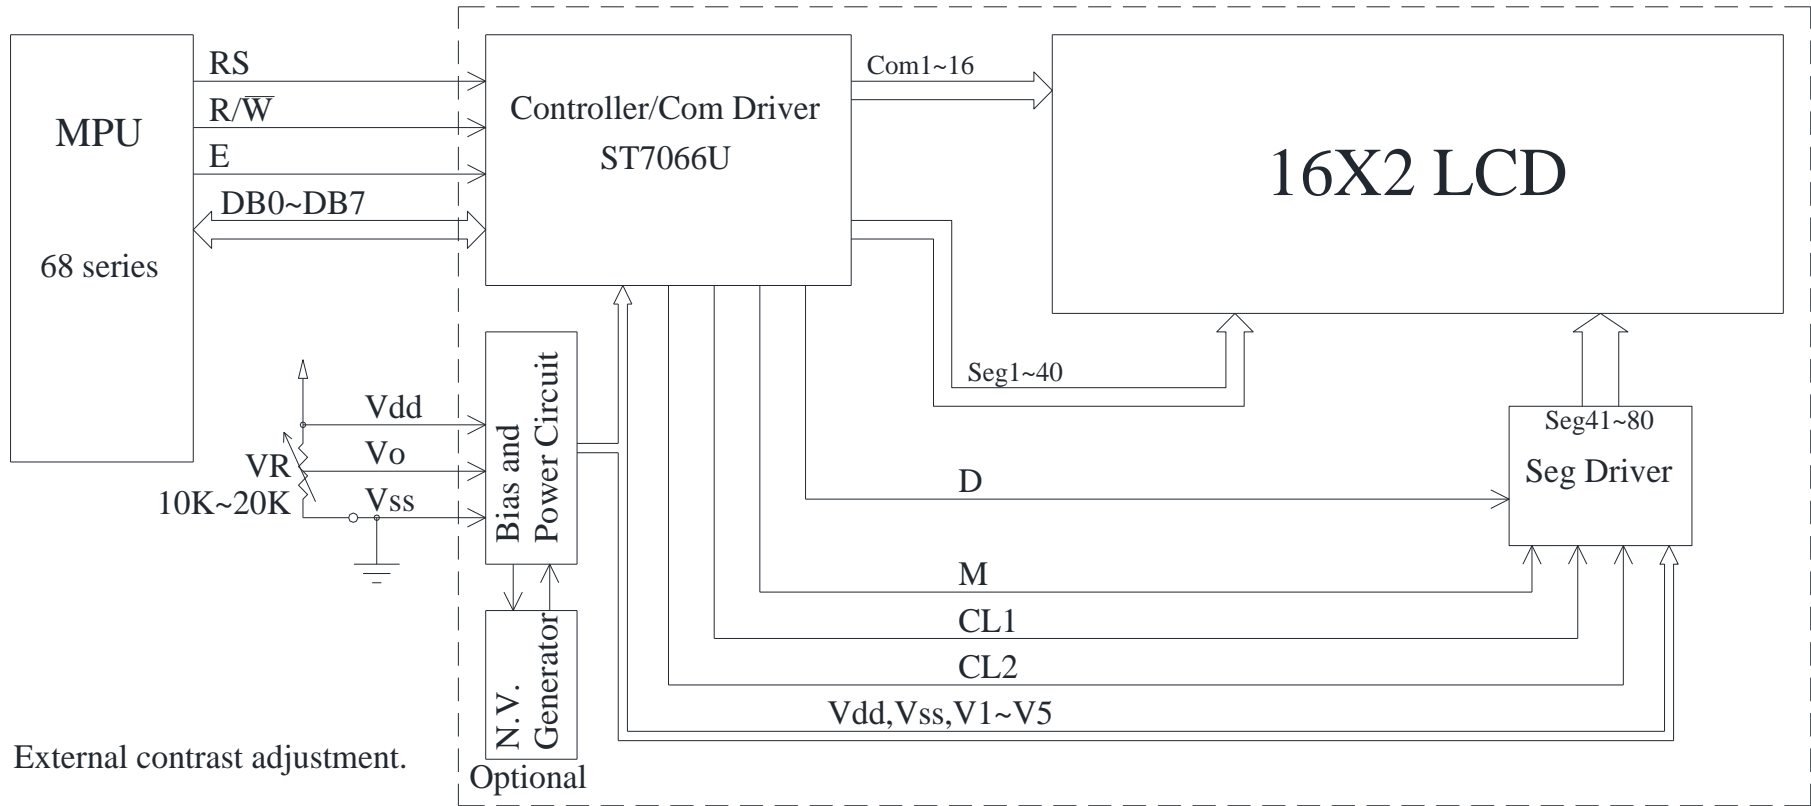 MPU
68 series
RS
R/W̅
E
DB0~DB7
Controller/Com Driver
ST7066U
Com1~16
16X2 LCD
Seg1~40
Seg41~80
Seg Driver
Vdd
Vo
Vss
VR
10K~20K
Bias and
Power Circuit
D
M
CL1
CL2
Vdd,Vss,V1~V5
N.V.
Generator
Optional
External contrast adjustment.